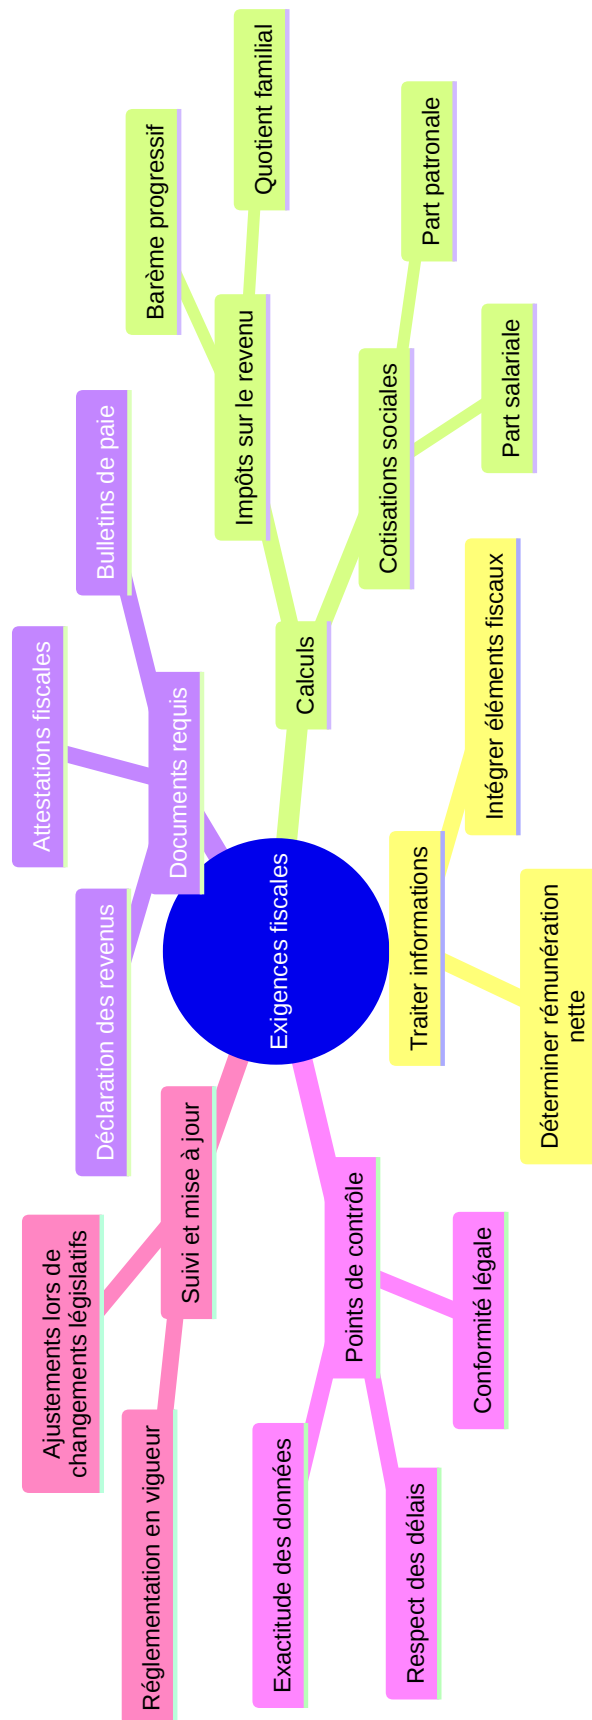 Exigences fiscales
Traiter informations
Intégrer éléments fiscaux
Déterminer rémunération
nette
Calculs
Impôts sur le revenu
Barème progressif
Quotient familial
Cotisations sociales
Part patronale
Part salariale
Documents requis
Bulletins de paie
Attestations fiscales
Déclaration des revenus
Suivi et mise à jour
Ajustements lors de
changements législatifs
Réglementation en vigueur
Points de contrôle
Exactitude des données
Respect des délais
Conformité légale